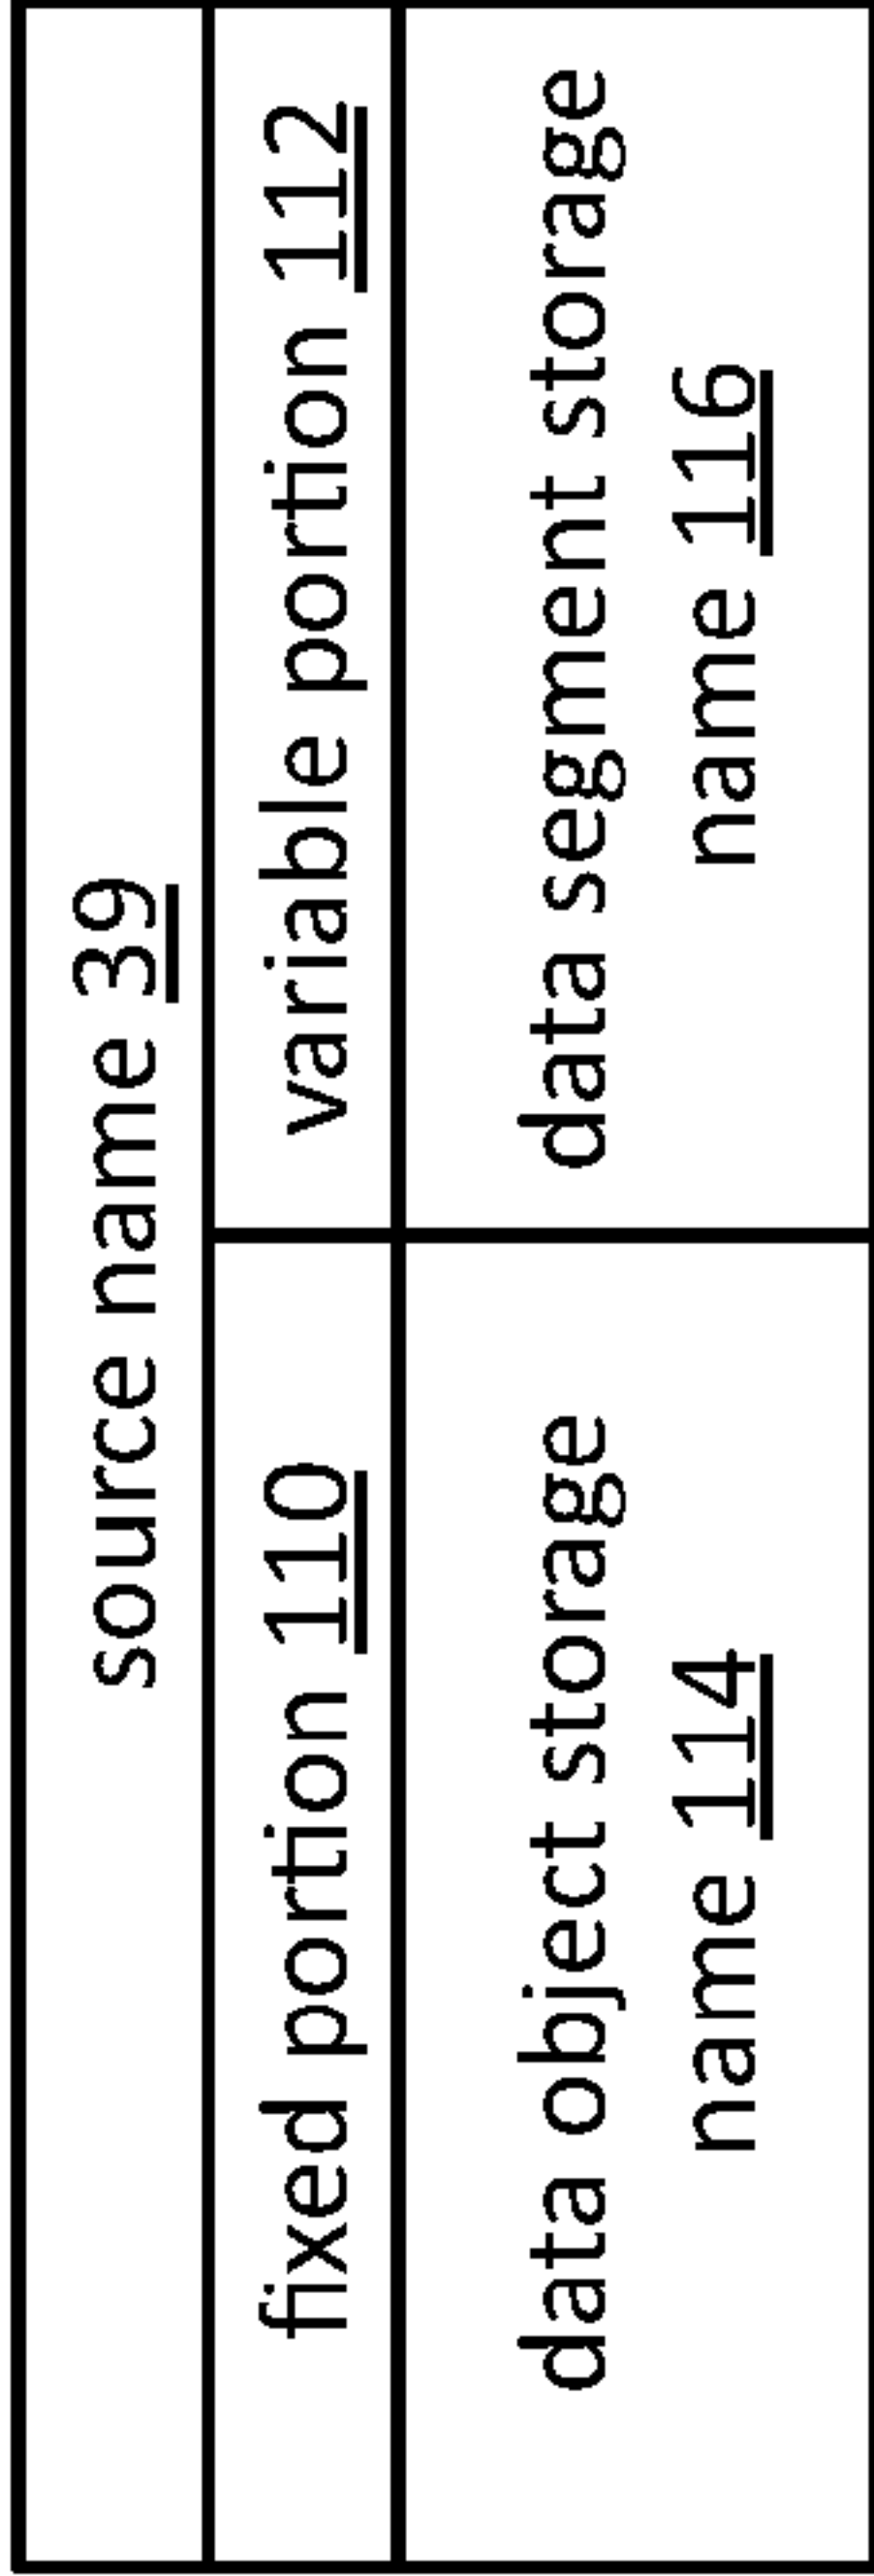 source name 39
fixed portion 110
variable portion 112
data object storage
name 114
data segment storage
name 116